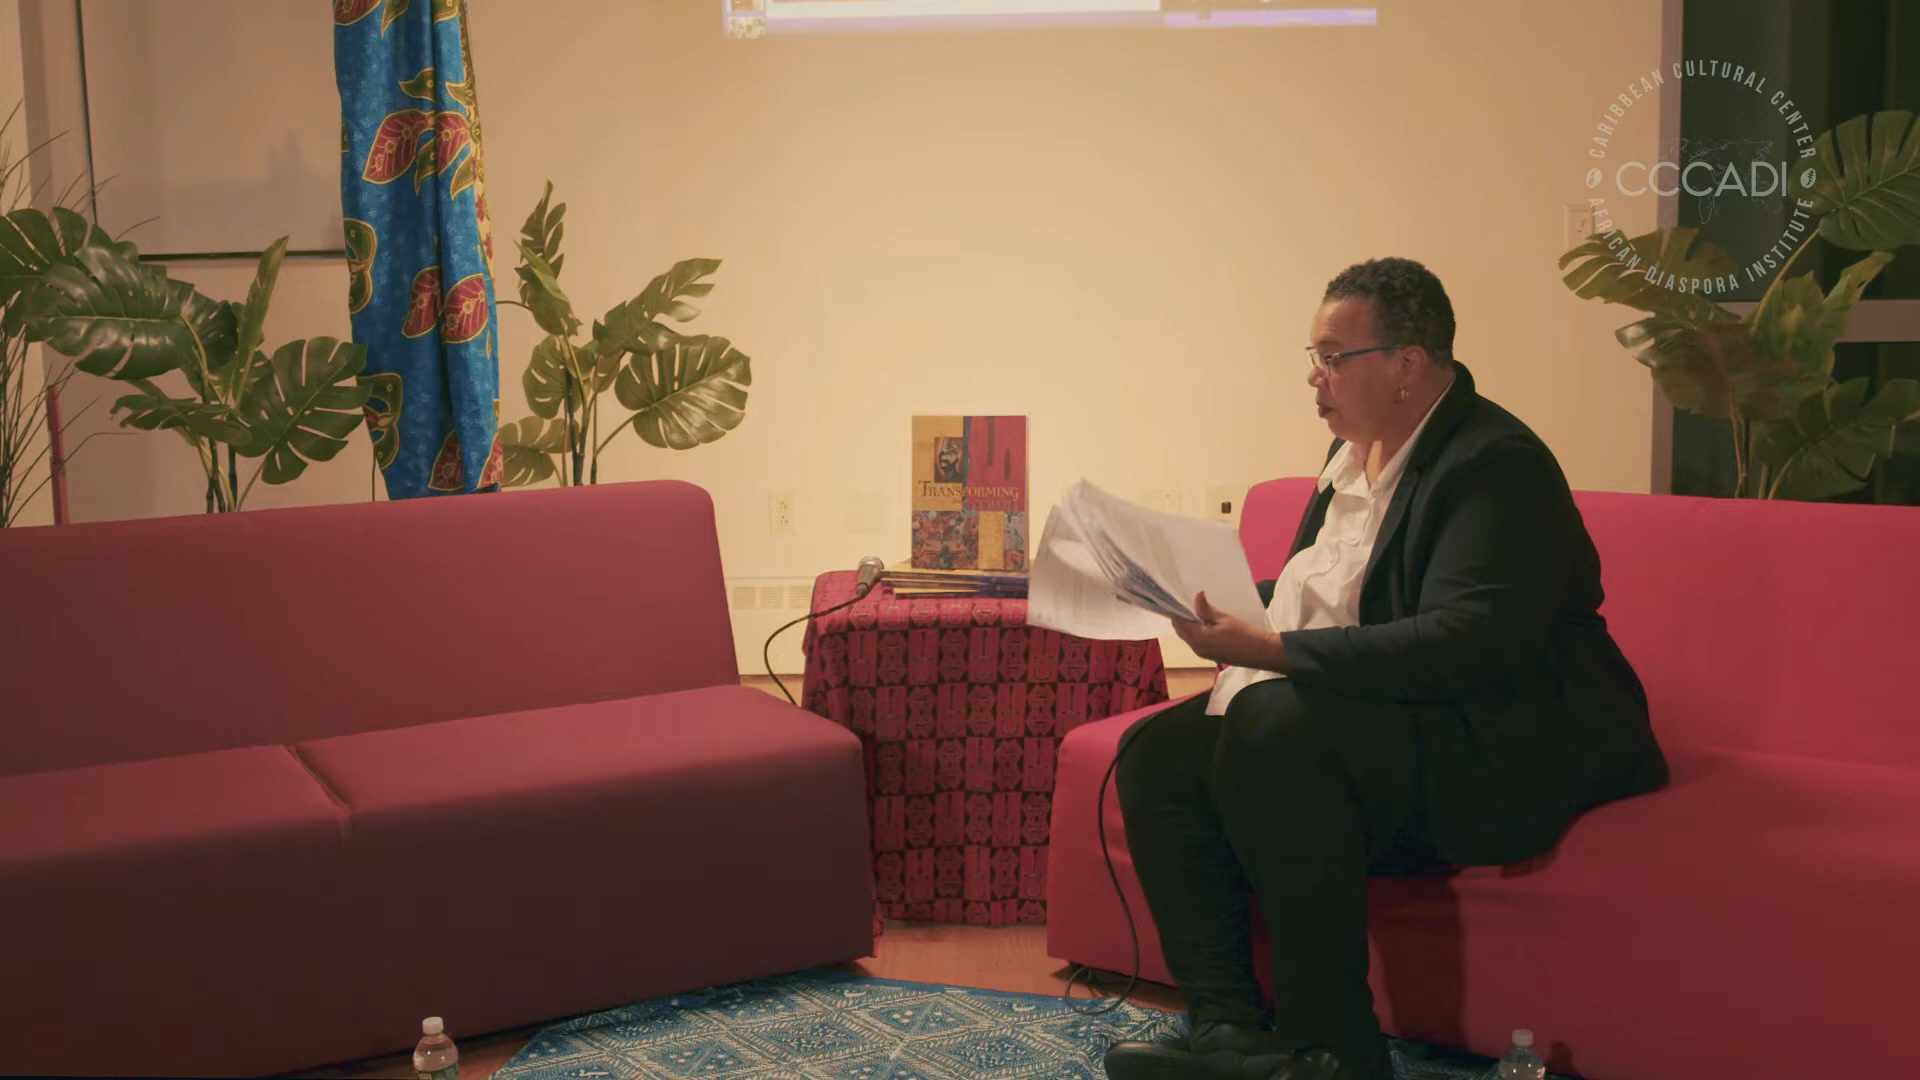 CARIBBEAN CULTURAL CENTER
CCCADI
AFRICAN DIASPORA INSTITUTE
TRANSFORMING